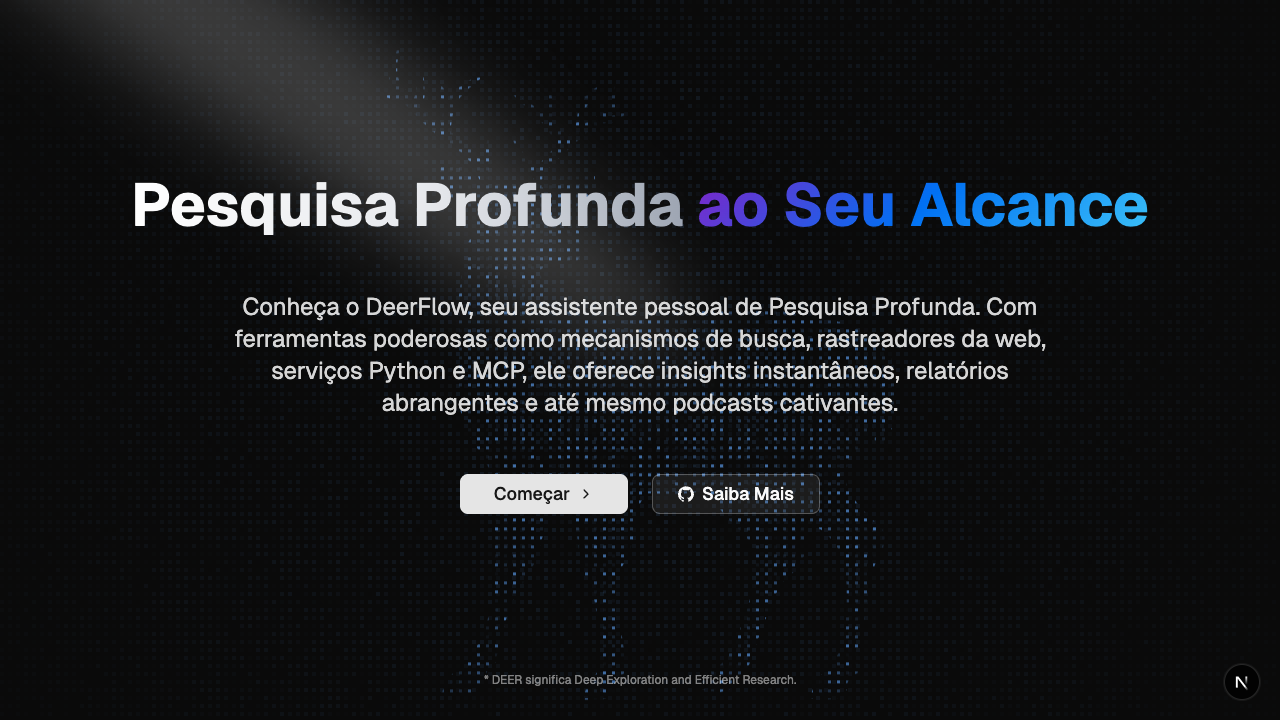 Pesquisa Profunda ao Seu Alcance
Conheça o DeerFlow, seu assistente pessoal de Pesquisa Profunda. Com
ferramentas poderosas como mecanismos de busca, rastreadores da web,
serviços Python e MCP, ele oferece insights instantâneos, relatórios
abrangentes e até mesmo podcasts cativantes.
Começar
Saiba Mais
* DEER significa Deep Exploration and Efficient Research.
N